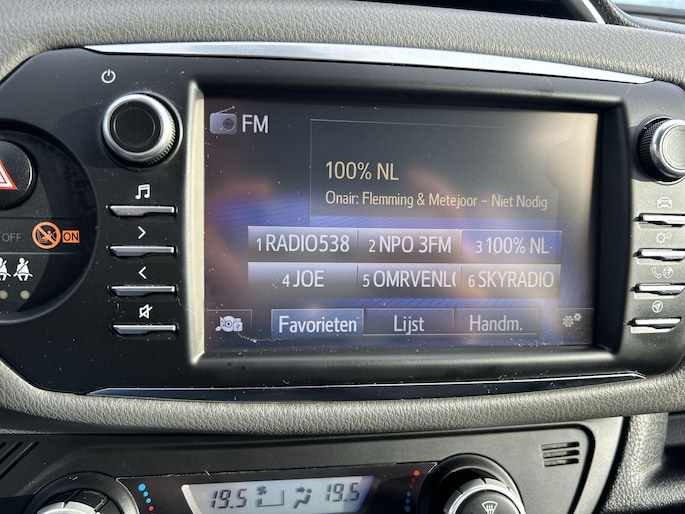 FM
100% NL
Onair: Flemming & Metejoor – Niet Nodig
1 RADIO538 2 NPO 3FM 3 100% NL
4 JOE 5 OMRVENL( 6 SKYRADIO
Favorieten Lijst Handm.
OFF ON
19.5 19.5